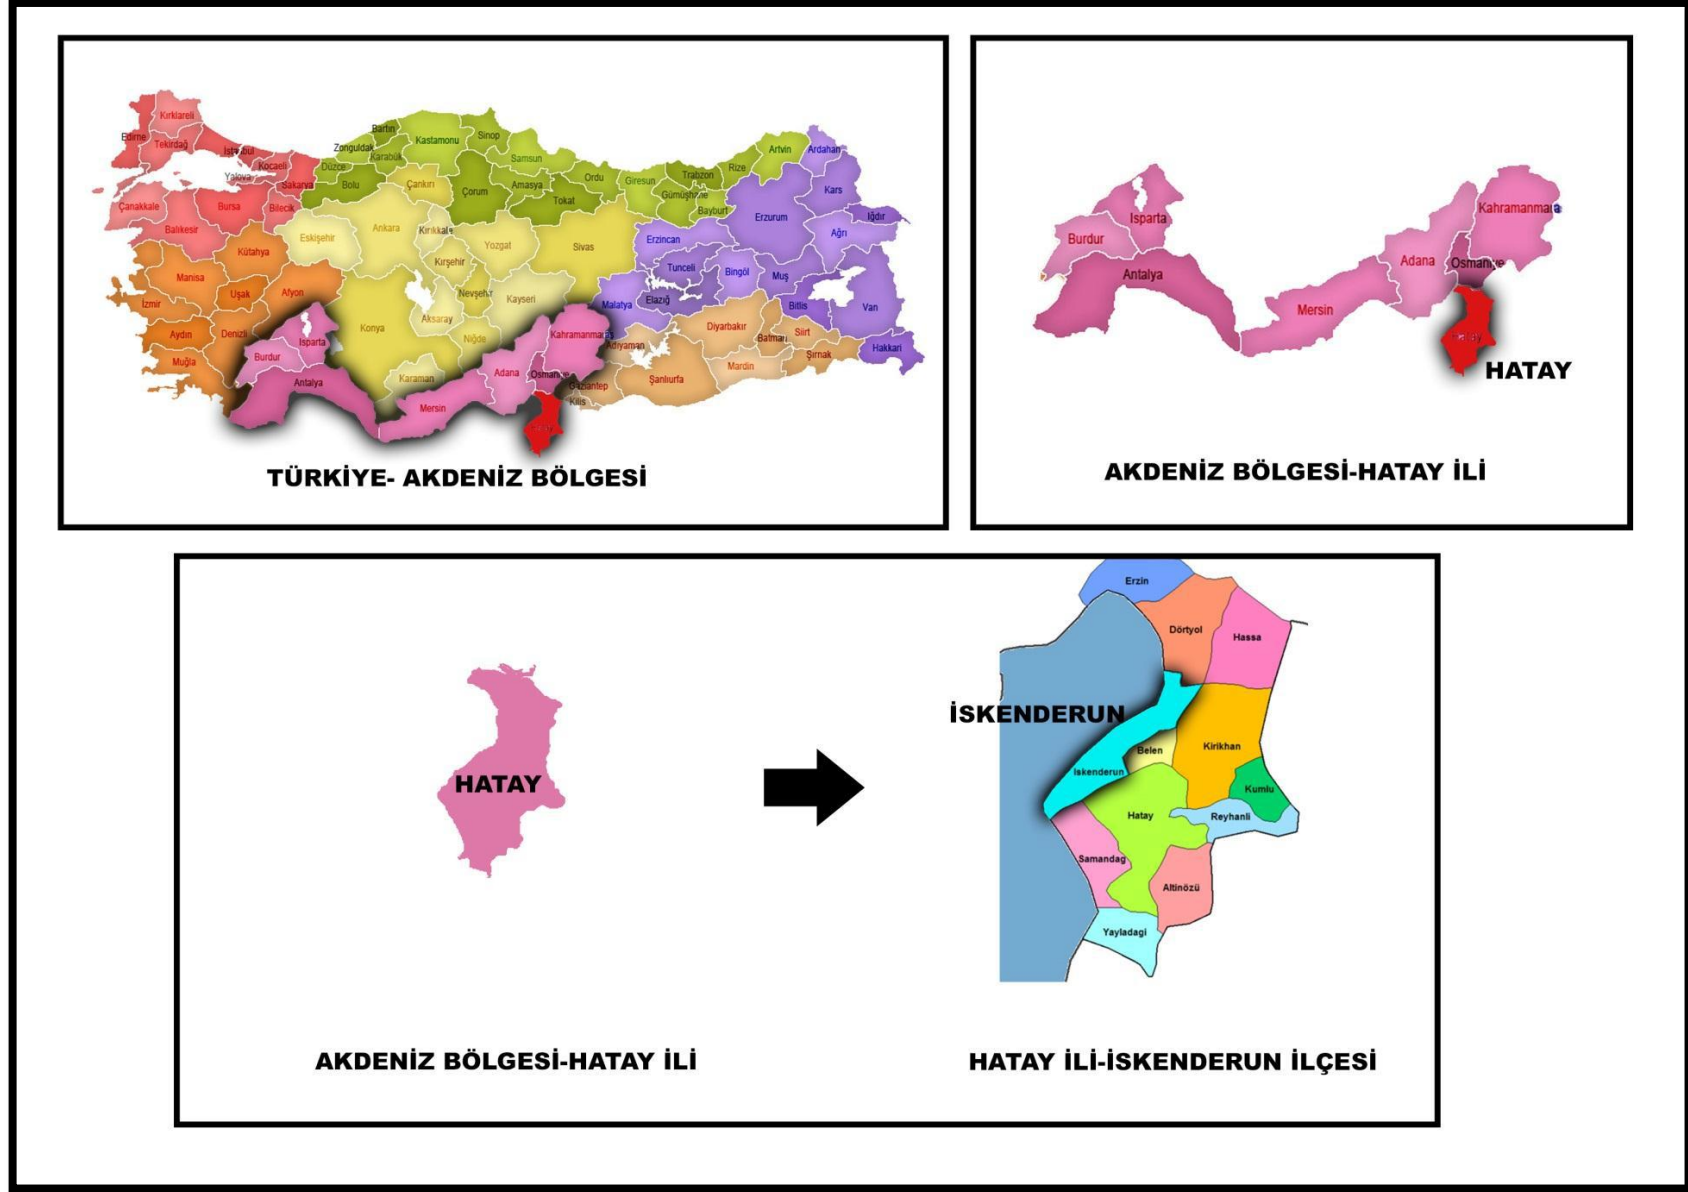 Kırklareli
Edirne
Tekirdağ
İstanbul
Kocaeli
Yalova
Sakarya
Çanakkale
Bursa
Bilecik
Balıkesir
Bartın
Zonguldak
Karabük
Kastamonu
Sinop
Düzce
Bolu
Çankırı
Çorum
Samsun
Amasya
Tokat
Ordu
Giresun
Gümüşhane
Trabzon
Rize
Bayburt
Artvin
Ardahan
Kars
Iğdır
Erzurum
Ağrı
Erzincan
Tunceli
Bingöl
Muş
Elazığ
Malatya
Bitlis
Van
Hakkari
Eskişehir
Ankara
Kırıkkale
Yozgat
Sivas
Kırşehir
Nevşehir
Kayseri
Aksaray
Niğde
Konya
Karaman
Kütahya
Manisa
Uşak
Afyon
İzmir
Aydın
Denizli
Muğla
Isparta
Burdur
Antalya
Mersin
Adana
Osmaniye
Kahramanmaraş
Adıyaman
Gaziantep
Kilis
Şanlıurfa
Diyarbakır
Batman
Mardin
Siirt
Şırnak
TÜRKİYE- AKDENİZ BÖLGESİ
Isparta
Burdur
Antalya
Mersin
Adana
Osmaniye
Kahramanmara
HATAY
AKDENİZ BÖLGESİ-HATAY İLİ
HATAY
AKDENİZ BÖLGESİ-HATAY İLİ
Erzin
Dörtyol
Hassa
İSKENDERUN
Belen
Kirikhan
Iskenderun
Kumlu
Hatay
Reyhanli
Samandag
Altinözü
Yayladagi
HATAY İLİ-İSKENDERUN İLÇESİ